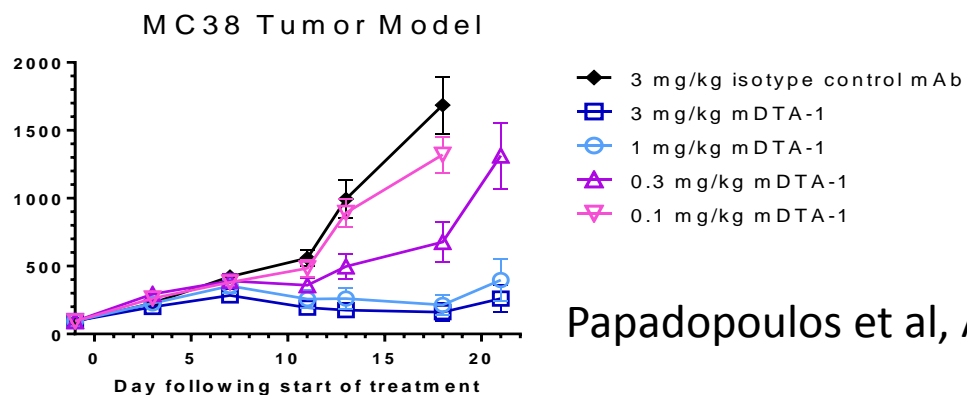 MC38 Tumor Model
2000
1500
1000
500
0
0 5 10 15 20
Day following start of treatment
3 mg/kg isotype control mAb
3 mg/kg mDTA-1
1 mg/kg mDTA-1
0.3 mg/kg mDTA-1
0.1 mg/kg mDTA-1
Papadopoulos et al,